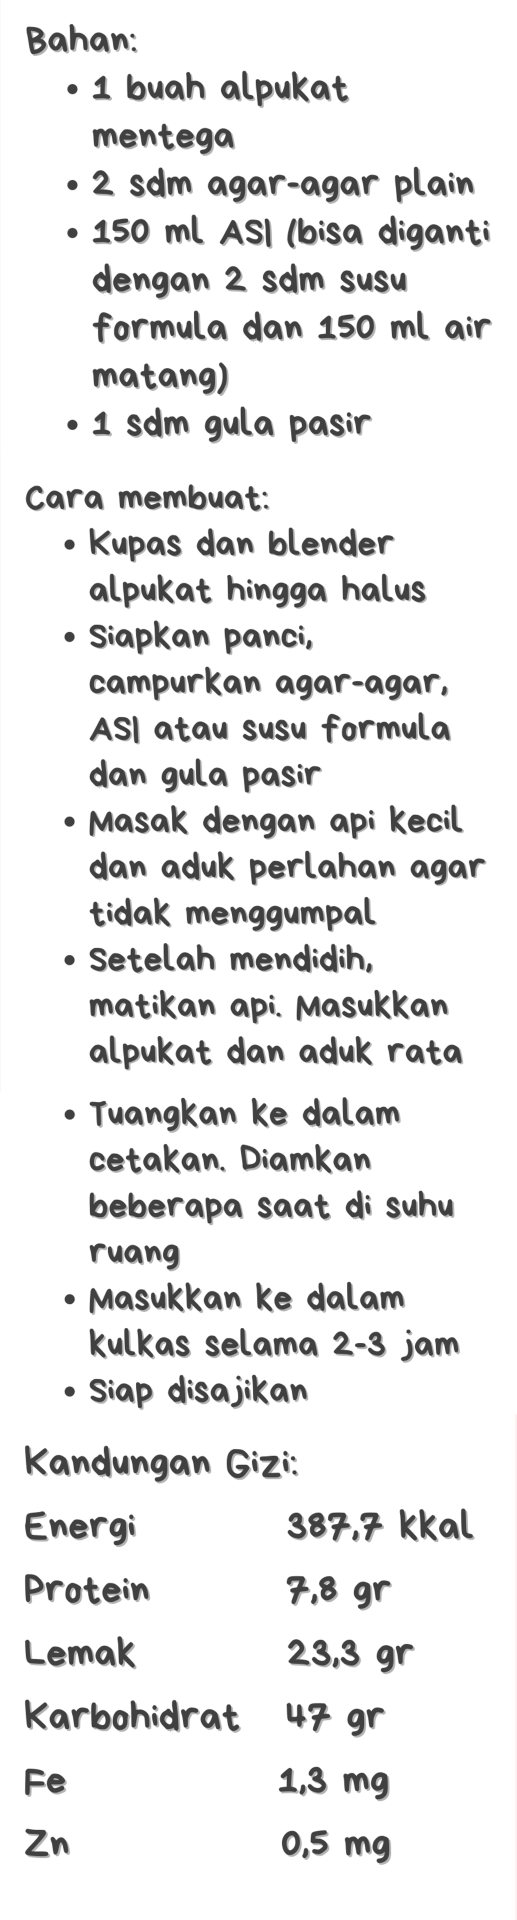 Bahan:
• 1 buah alpukat
mentega
• 2 sdm agar-agar plain
• 150 ml ASI (bisa diganti
dengan 2 sdm susu
formula dan 150 ml air
matang)
• 1 sdm gula pasir
Cara membuat:
• Kupas dan blender
alpukat hingga halus
• Siapkan panci,
campurkan agar-agar,
ASI atau susu formula
dan gula pasir
• Masak dengan api kecil
dan aduk perlahan agar
tidak menggumpal
• Setelah mendidih,
matikan api. Masukkan
alpukat dan aduk rata
• Tuangkan ke dalam
cetakan. Diamkan
beberapa saat di suhu
ruang
• Masukkan ke dalam
kulkas selama 2-3 jam
• Siap disajikan
Kandungan Gizi:
Energi 387,7 kkal
Protein 7,8 gr
Lemak 23,3 gr
Karbohidrat 47 gr
Fe 1,3 mg
Zn 0,5 mg